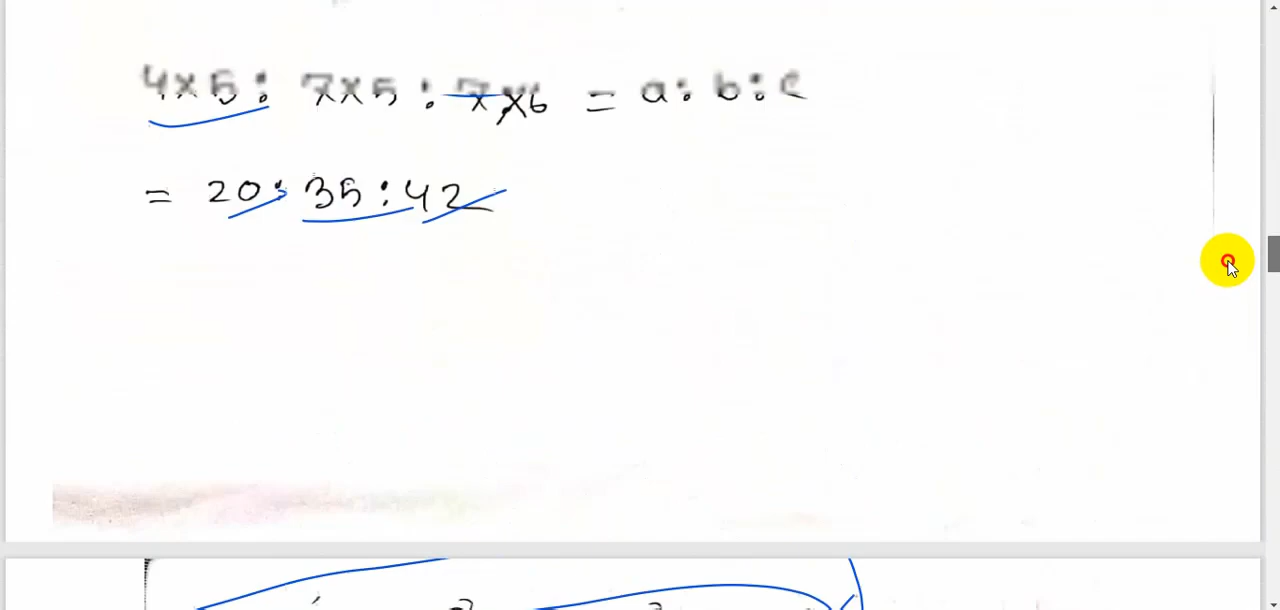 4×5 : 7×5 : 7×6 = a : b : c
= 20 : 35 : 42